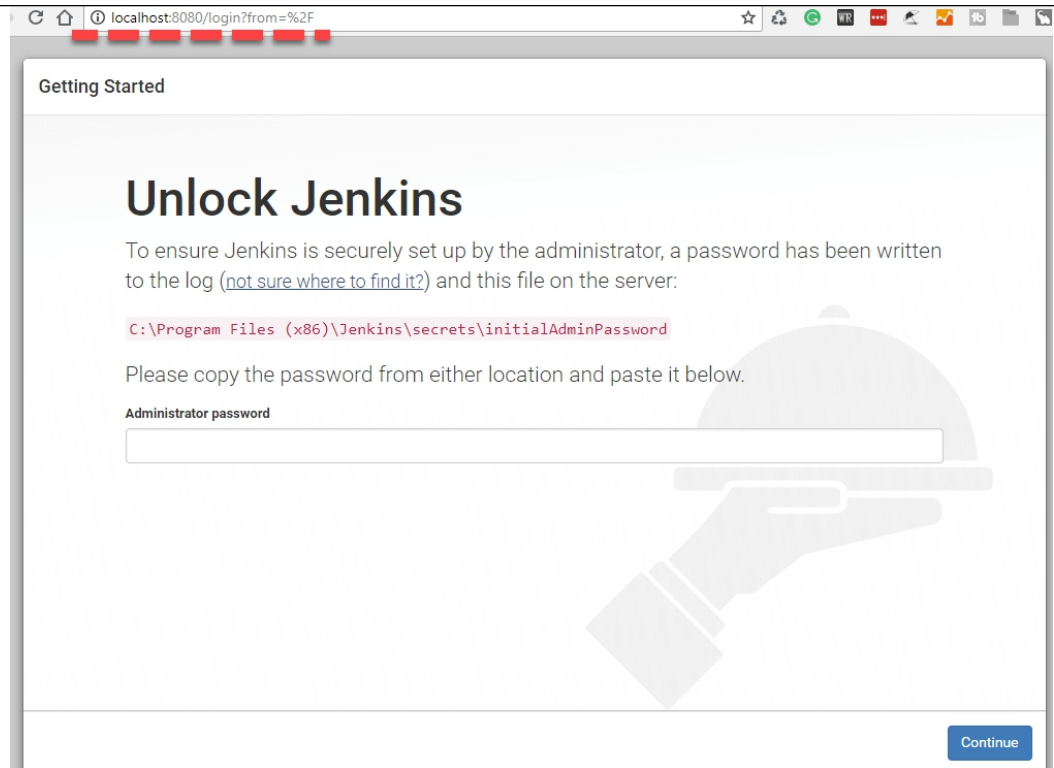 localhost:8080/login?from=%2F
Getting Started
Unlock Jenkins
To ensure Jenkins is securely set up by the administrator, a password has been written
to the log (not sure where to find it?) and this file on the server:
C:\Program Files (x86)\Jenkins\secrets\initialAdminPassword
Please copy the password from either location and paste it below.
Administrator password
Continue